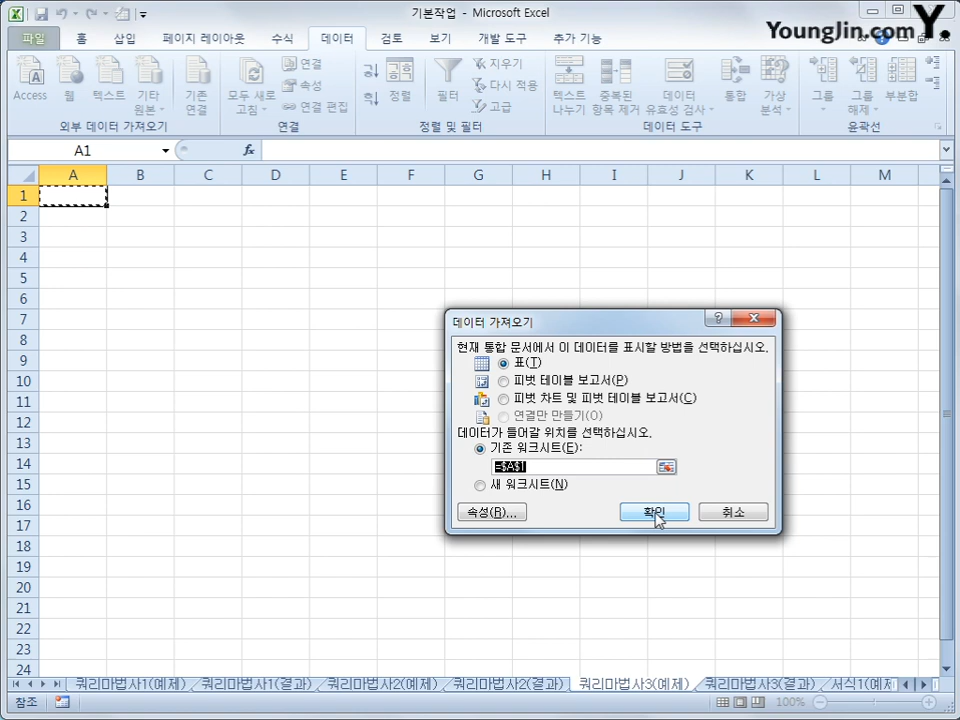 기본작업 - Microsoft Excel
Younglin.com Y.
파일 홈 삽입 페이지 레이아웃 수식 데이터 검토 보기 개발 도구 추가 기능
Access 웹 텍스트 기타 원본 기존 연결
외부 데이터 가져오기
모두 새로 고침 연결 속성 연결 편집
연결
정렬 필터 지우기 다시 적용 고급
정렬 및 필터
텍스트 나누기 중복된 항목 제거 데이터 유효성 검사 통합 가상 분석
데이터 도구
그룹 그룹 해제 부분합
윤곽선
A1 fx
A B C D E F G H I J K L M
1
2
3
4
5
6
7
8
9
10
11
12
13
14
15
16
17
18
19
20
21
22
23
24
데이터 가져오기
현재 통합 문서에서 이 데이터를 표시할 방법을 선택하십시오.
표(T)
피벗 테이블 보고서(P)
피벗 차트 및 피벗 테이블 보고서(C)
연결만 만들기(O)
데이터가 들어갈 위치를 선택하십시오.
기존 워크시트(E):
=$A$1
새 워크시트(N)
속성(R)... 확인 취소
쿼리마법사1(예제) 쿼리마법사1(결과) 쿼리마법사2(예제) 쿼리마법사2(결과) 쿼리마법사3(예제) 쿼리마법사3(결과) 서식1(예제
참조 100%